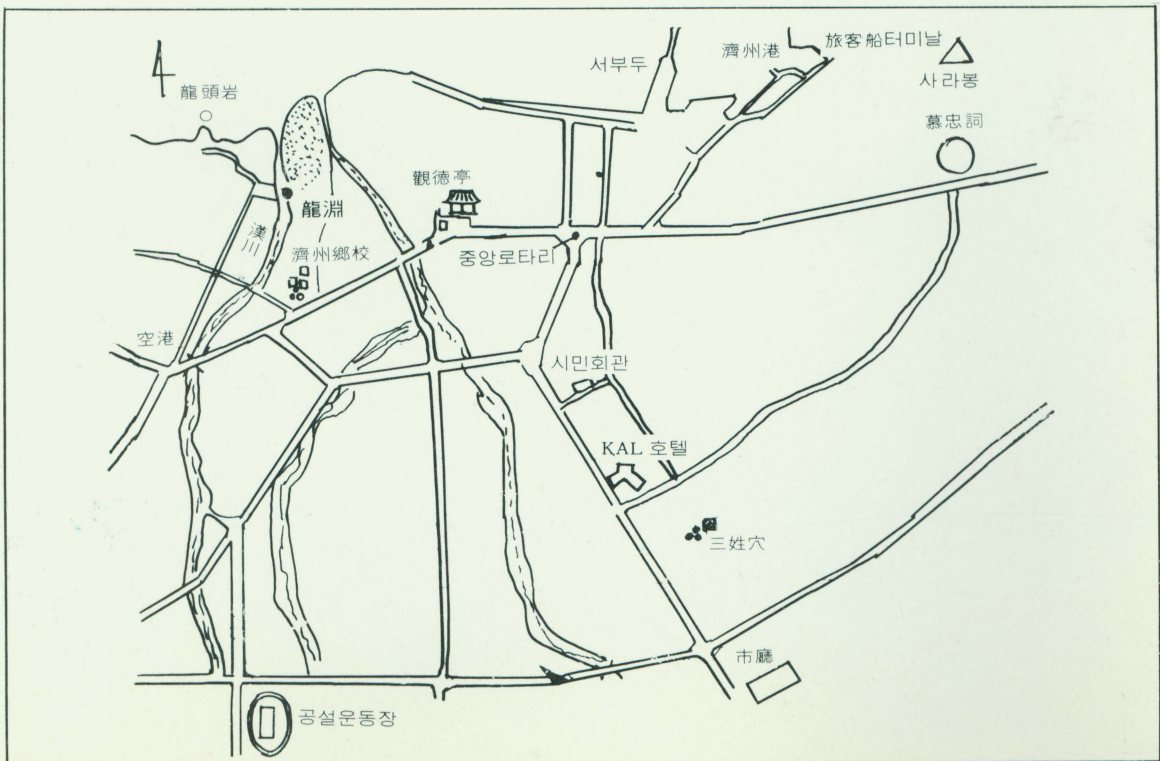 旅客船터미날
濟州港
서부두
사라봉
龍頭岩
慕忠詞
觀德亭
龍淵
漢川
濟州鄕校
중앙로타리
空港
시민회관
KAL 호텔
三姓穴
市廳
공설운동장